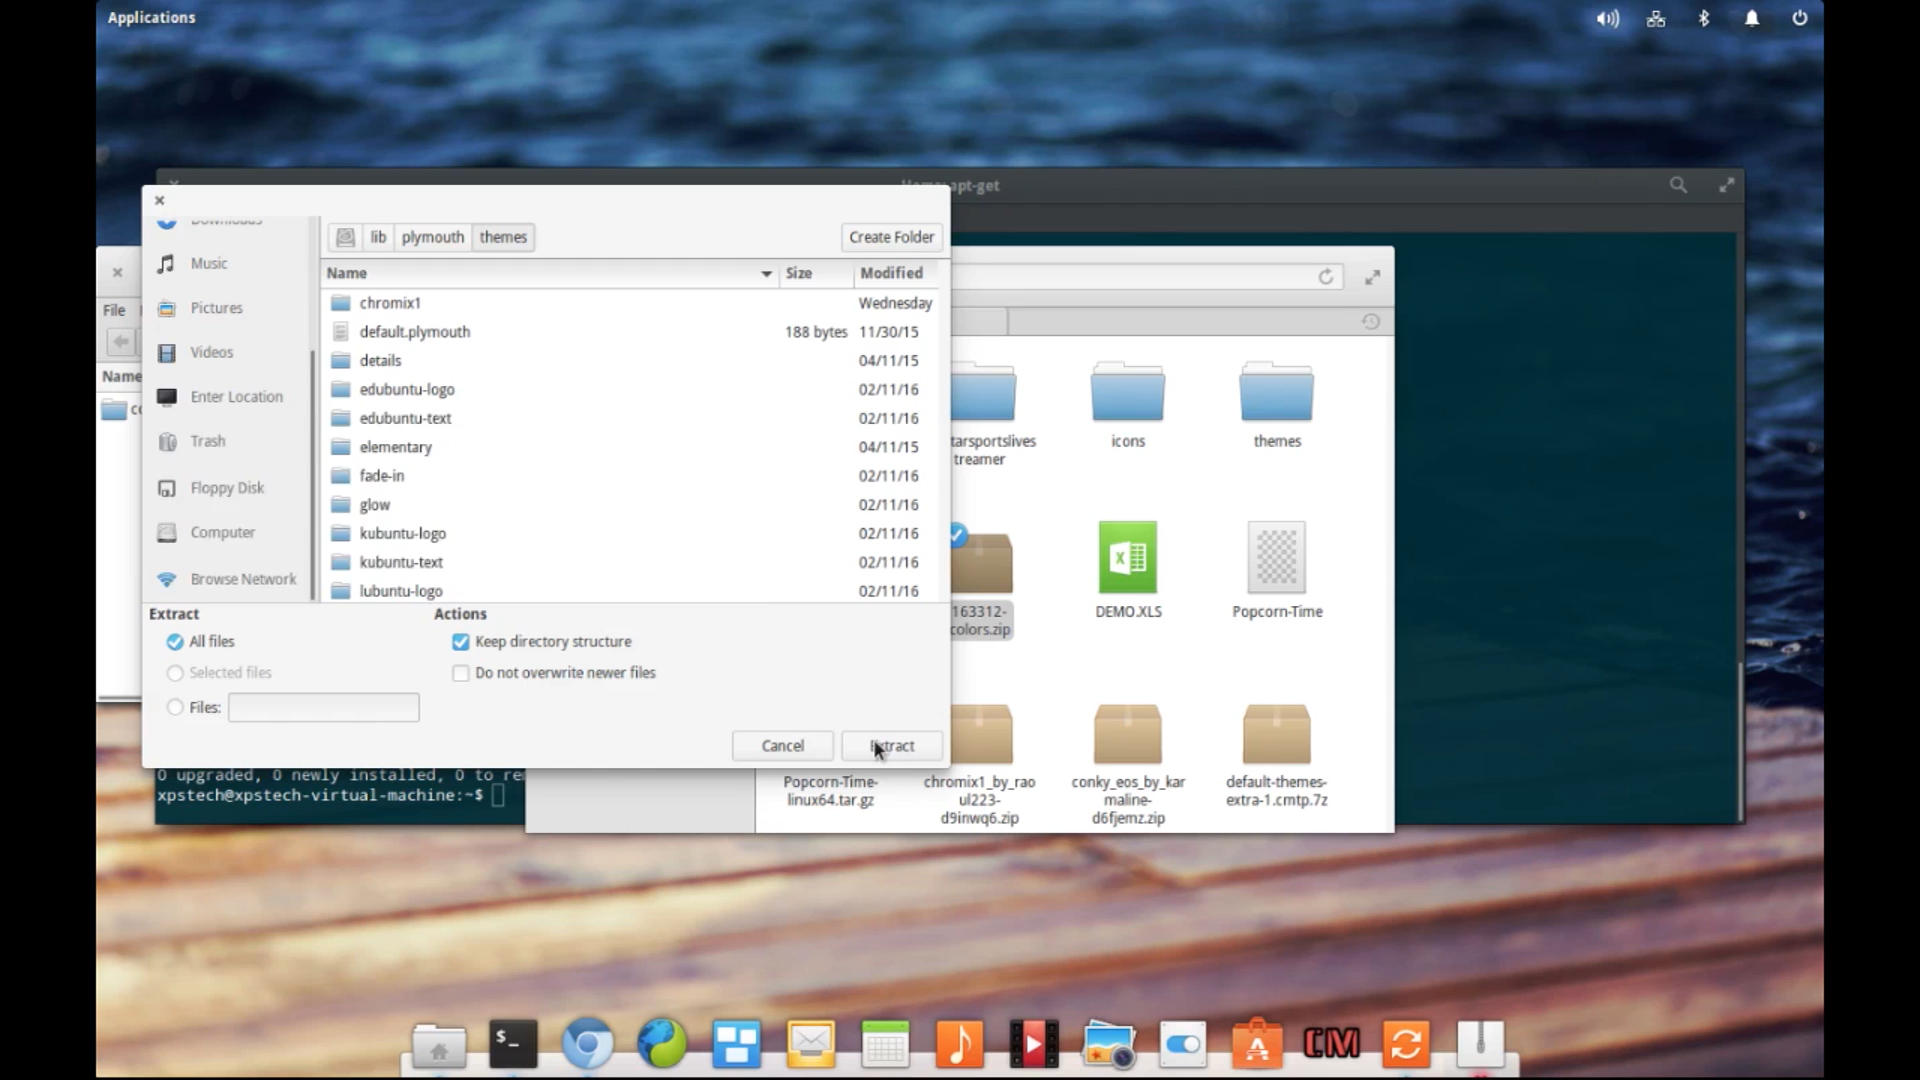 Applications
apt-get
Downloads
lib
plymouth
themes
Create Folder
Music
Pictures
Videos
Enter Location
Trash
Floppy Disk
Computer
Browse Network
Name
Size
Modified
chromix1
Wednesday
default.plymouth
188 bytes
11/30/15
details
04/11/15
edubuntu-logo
02/11/16
edubuntu-text
02/11/16
elementary
04/11/15
fade-in
02/11/16
glow
02/11/16
kubuntu-logo
02/11/16
kubuntu-text
02/11/16
lubuntu-logo
02/11/16
Extract
All files
Selected files
Files:
Actions
Keep directory structure
Do not overwrite newer files
Cancel
Extract
File
Name
co
tarsportslives
treamer
icons
themes
163312-
colors.zip
DEMO.XLS
Popcorn-Time
Popcorn-Time-
linux64.tar.gz
chromix1_by_rao
ul223-
d9inwq6.zip
conky_eos_by_kar
maline-
d6fjemz.zip
default-themes-
extra-1.cmtp.7z
0 upgraded, 0 newly installed, 0 to re
xpstech@xpstech-virtual-machine:~$
$_
CM